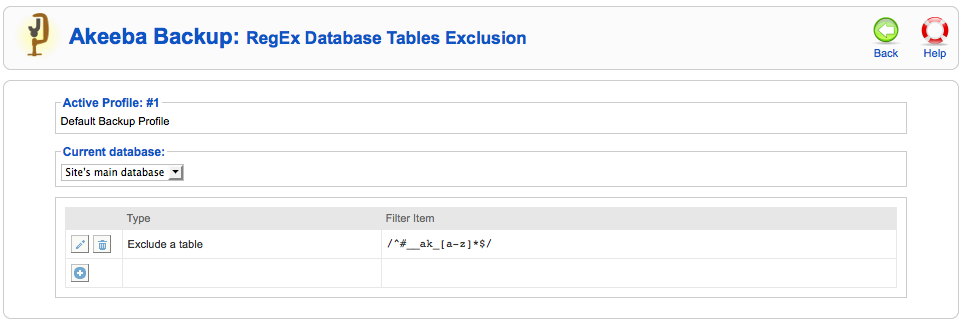 Akeeba Backup: RegEx Database Tables Exclusion
Back
Help
Active Profile: #1
Default Backup Profile
Current database:
Site's main database
Type Filter Item
Exclude a table /^#__ak_[a-z]*$/